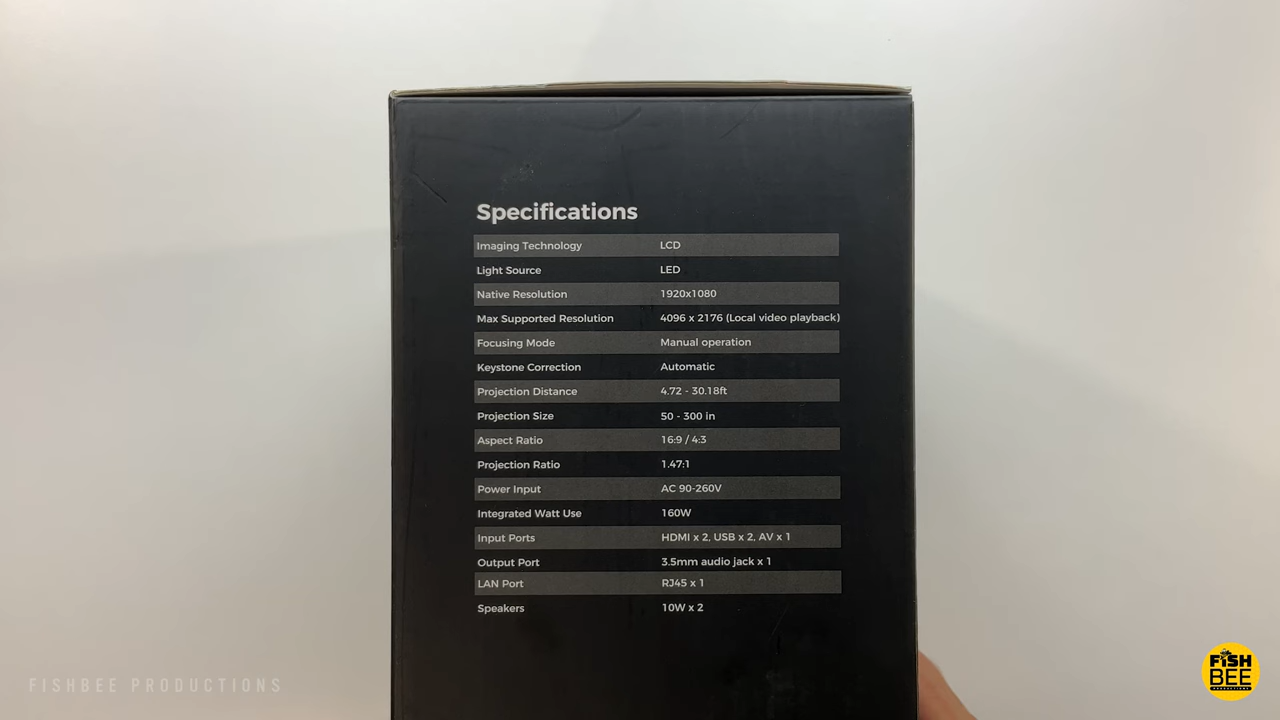 Specifications
Imaging Technology LCD
Light Source LED
Native Resolution 1920x1080
Max Supported Resolution 4096 x 2176 (Local video playback)
Focusing Mode Manual operation
Keystone Correction Automatic
Projection Distance 4.72 - 30.18ft
Projection Size 50 - 300 in
Aspect Ratio 16:9 / 4:3
Projection Ratio 1.47:1
Power Input AC 90-260V
Integrated Watt Use 160W
Input Ports HDMI x 2, USB x 2, AV x 1
Output Port 3.5mm audio jack x 1
LAN Port RJ45 x 1
Speakers 10W x 2
FISHBEE PRODUCTIONS
FISH
BEE
PRODUCTIONS